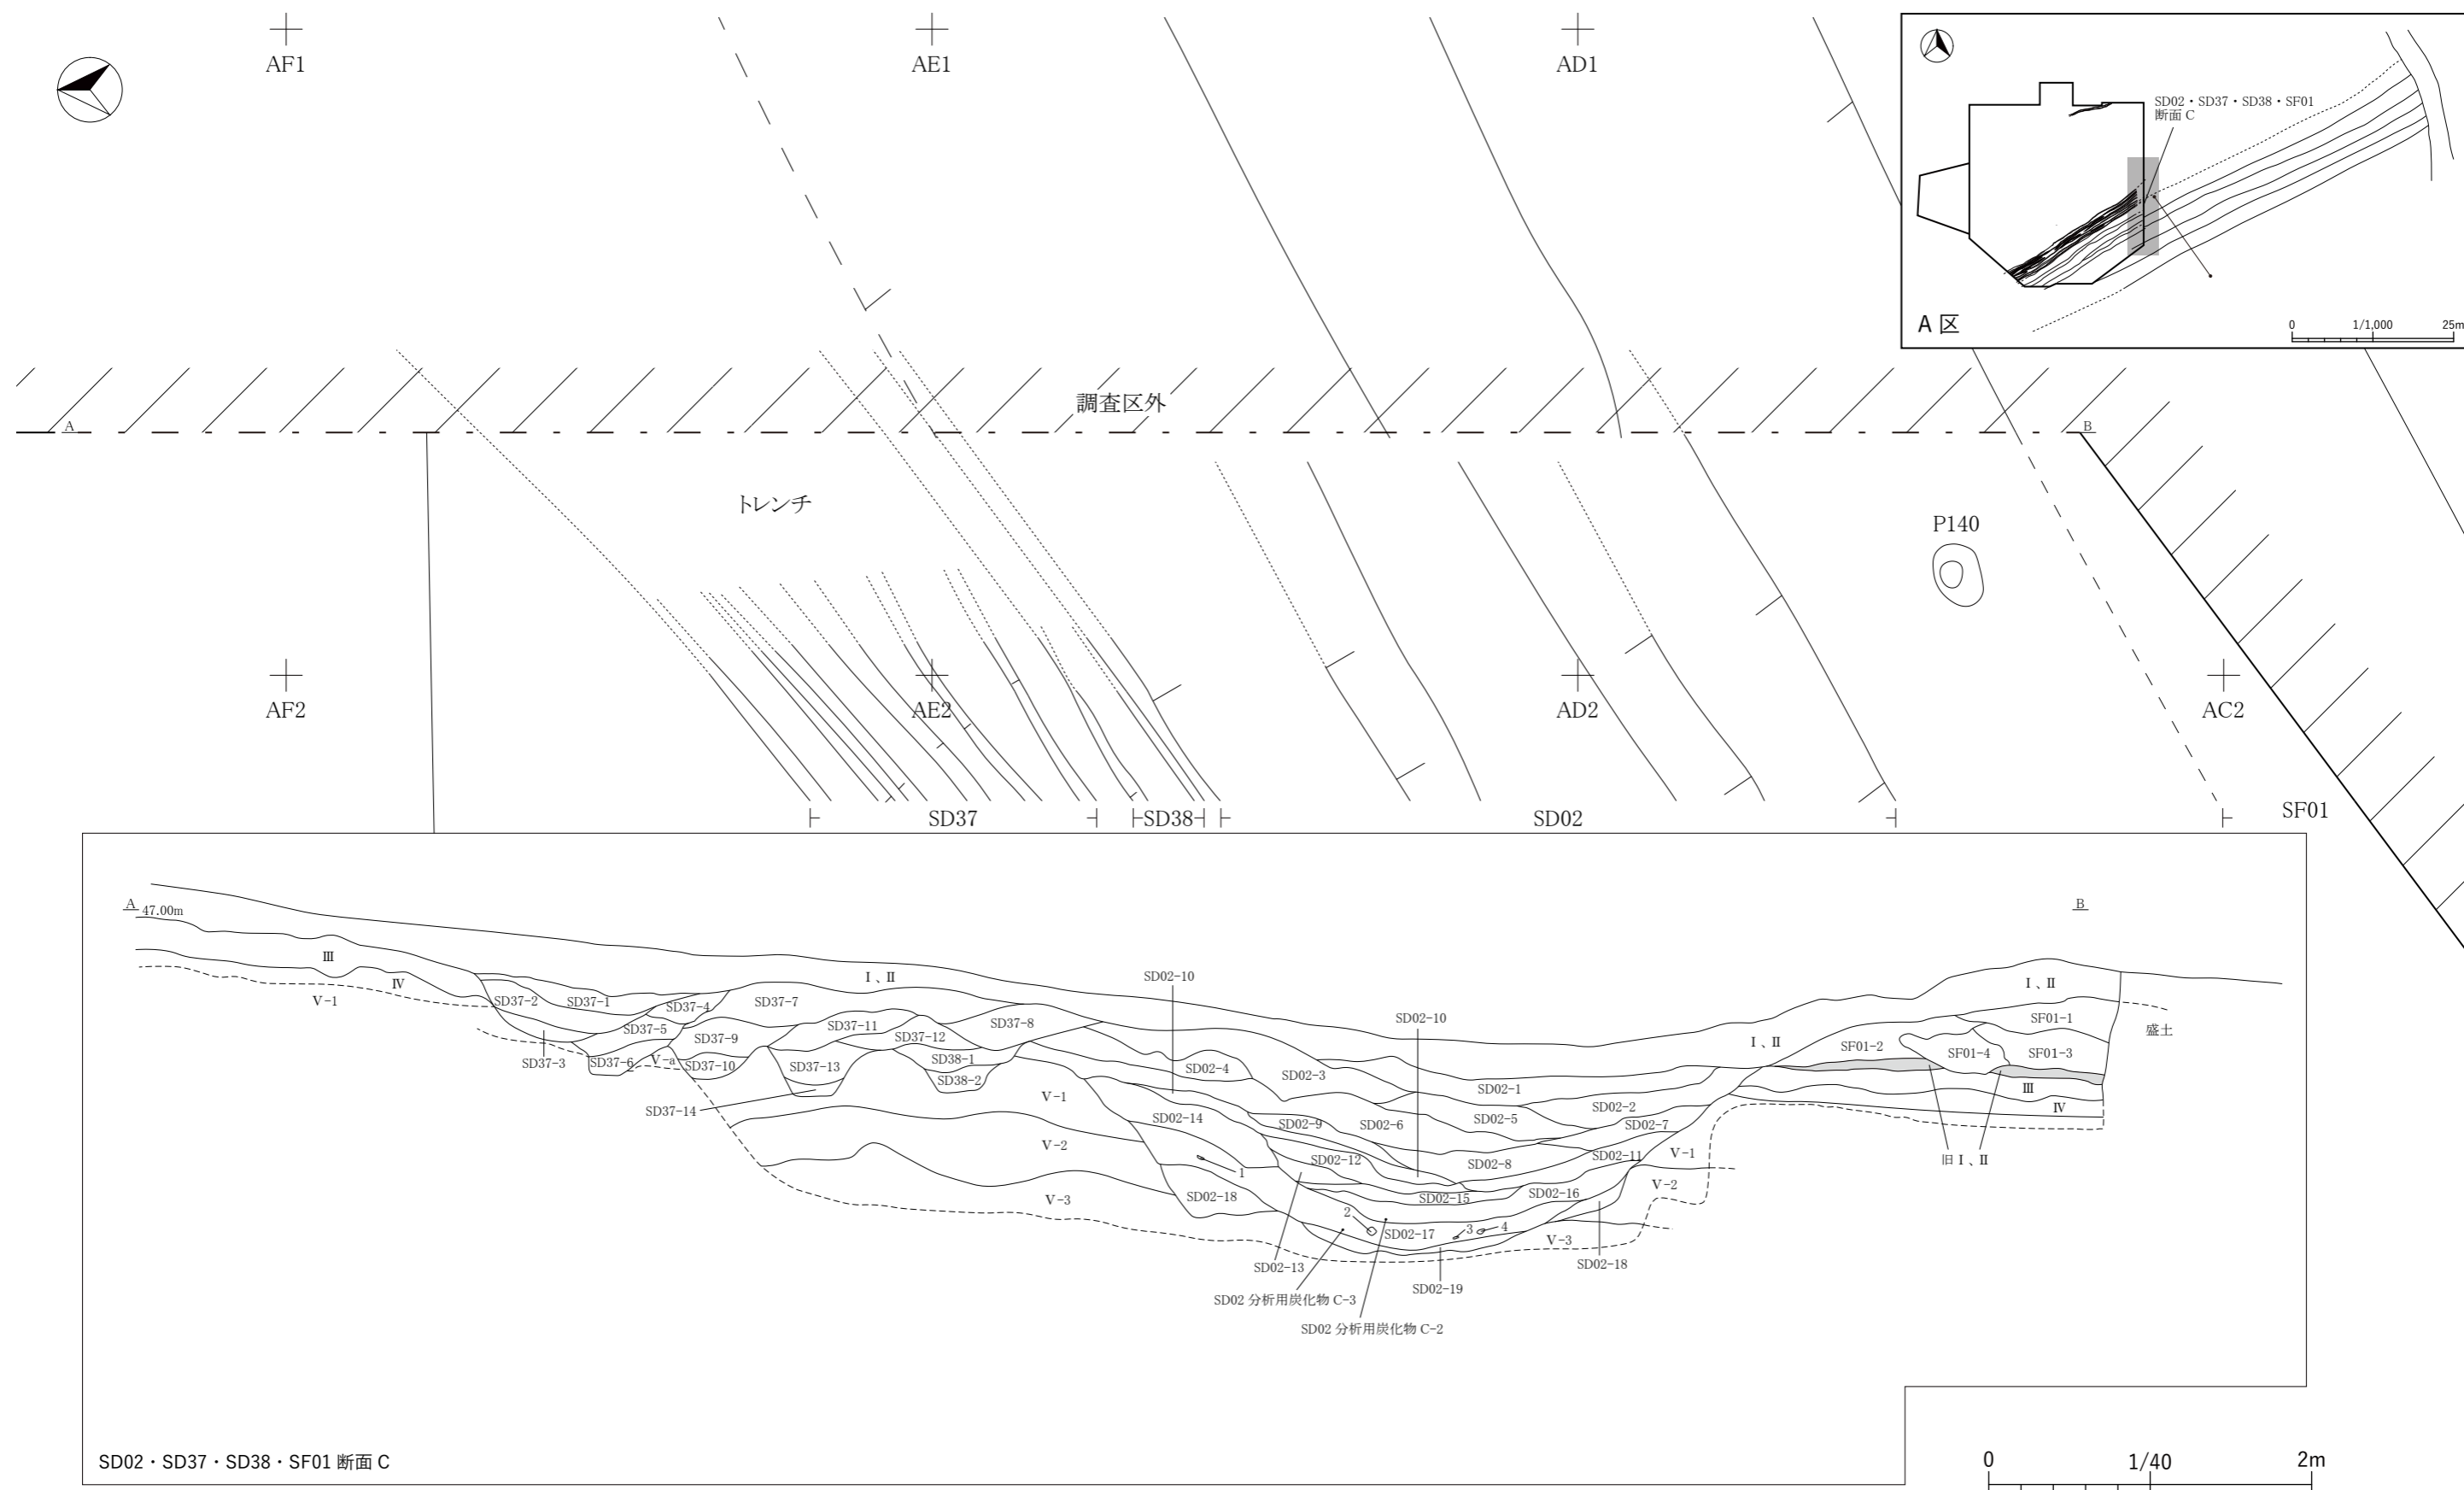 AF1
AE1
AD1
SD02・SD37・SD38・SF01
断面 C
A 区
0
1/1,000
25m
調査区外
A
B
トレンチ
P140
AF2
AE2
AD2
AC2
SD37
SD38
SD02
SF01
A
47.00m
B
Ⅲ
Ⅳ
Ⅴ-1
Ⅰ、Ⅱ
SD37-2
SD37-1
SD37-4
SD37-7
SD37-5
SD37-9
SD37-11
SD37-12
SD37-8
SD37-3
SD37-6
Ⅴ-a
SD37-10
SD37-13
SD38-1
SD38-2
SD37-14
Ⅴ-1
Ⅴ-2
Ⅴ-3
SD02-10
SD02-10
SD02-4
SD02-3
SD02-1
SD02-2
SD02-5
SD02-14
SD02-9
SD02-6
SD02-7
SD02-12
SD02-8
SD02-11
Ⅴ-1
Ⅴ-2
1
SD02-18
SD02-15
SD02-16
2
SD02-17
3
4
Ⅴ-3
SD02-13
SD02-19
SD02-18
SD02 分析用炭化物 C-3
SD02 分析用炭化物 C-2
Ⅰ、Ⅱ
Ⅰ、Ⅱ
SF01-1
盛土
SF01-2
SF01-4
SF01-3
Ⅲ
Ⅳ
旧Ⅰ、Ⅱ
SD02・SD37・SD38・SF01 断面 C
0
1/40
2m